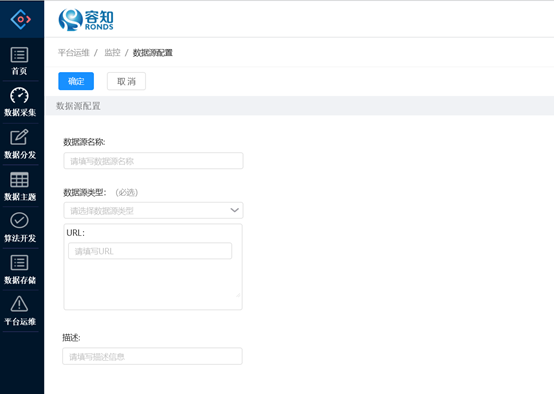 容知
RONDS
平台运维 / 监控 / 数据源配置
确定
取 消
数据源配置
首页
数据采集
数据分发
数据主题
算法开发
数据存储
平台运维
数据源名称:
请填写数据源名称
数据源类型: （必选）
请选择数据源类型
URL:
请填写URL
描述:
请填写描述信息